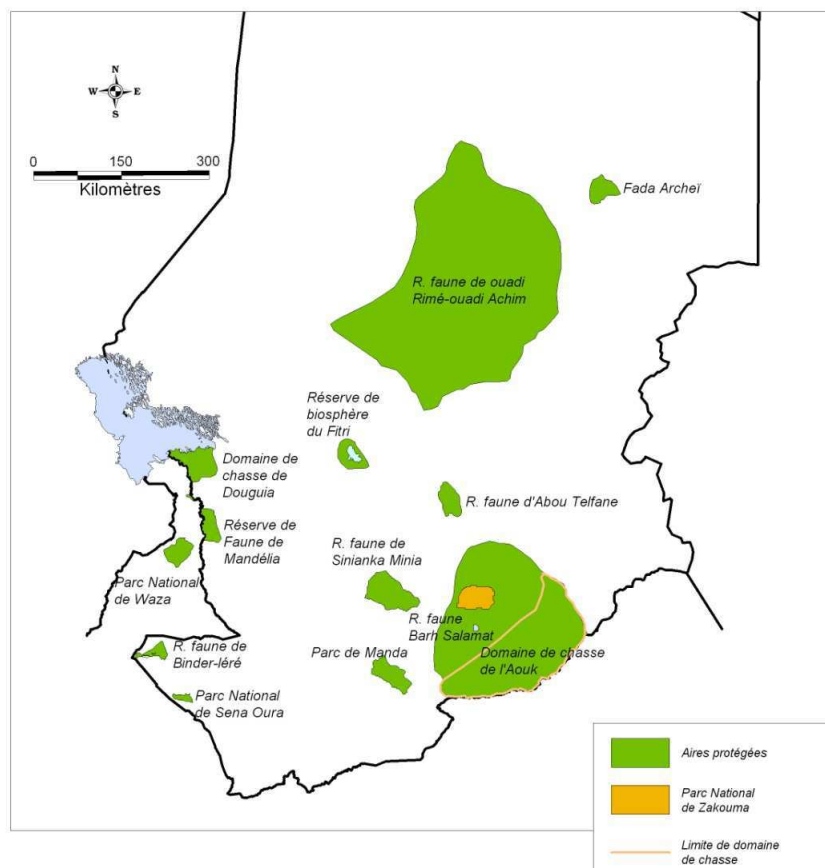 N
W E
S
0 150 300
Kilomètres
Fada Archeï
R. faune de ouadi
Rimé-ouadi Achim
Réserve de
biosphère
du Fitri
Domaine de
chasse de
Douguia
R. faune d'Abou Telfane
Réserve de
Faune de
Mandélia
R. faune de
Sinianka Minia
Parc National
de Waza
R. faune
Barh Salamat
R. faune de
Binder-léré
Parc de Manda
Domaine de chasse
de l'Aouk
Parc National
de Sena Oura
Aires protégées
Parc National
de Zakouma
Limite de domaine
de chasse